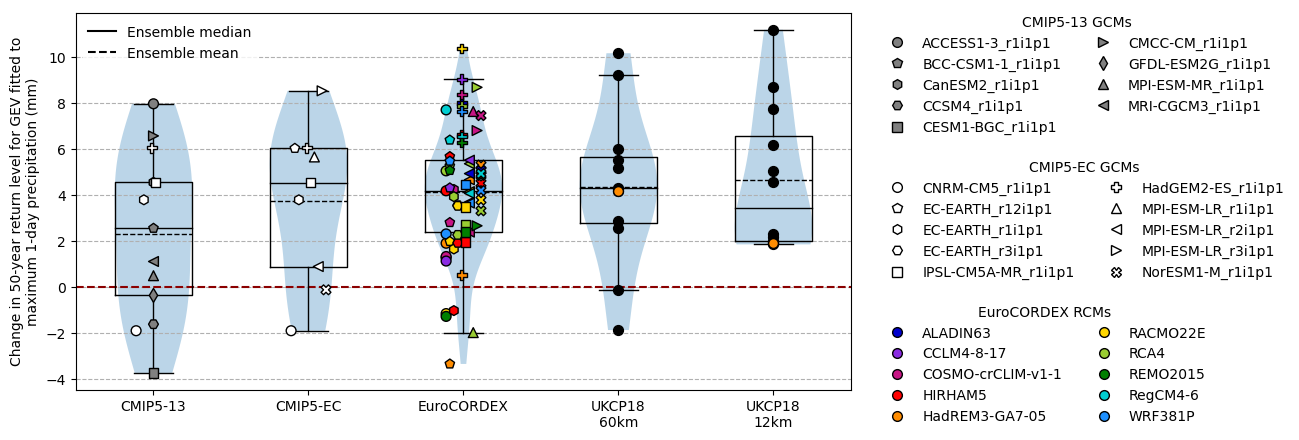 Change in 50-year return level for GEV fitted to
maximum 1-day precipitation (mm)
10
8
6
4
2
0
−2
−4
Ensemble median
Ensemble mean
CMIP5-13
CMIP5-EC
EuroCORDEX
UKCP18
60km
UKCP18
12km
CMIP5-13 GCMs
ACCESS1-3_r1i1p1
BCC-CSM1-1_r1i1p1
CanESM2_r1i1p1
CCSM4_r1i1p1
CESM1-BGC_r1i1p1
CMCC-CM_r1i1p1
GFDL-ESM2G_r1i1p1
MPI-ESM-MR_r1i1p1
MRI-CGCM3_r1i1p1
CMIP5-EC GCMs
CNRM-CM5_r1i1p1
EC-EARTH_r12i1p1
EC-EARTH_r1i1p1
EC-EARTH_r3i1p1
IPSL-CM5A-MR_r1i1p1
HadGEM2-ES_r1i1p1
MPI-ESM-LR_r1i1p1
MPI-ESM-LR_r2i1p1
MPI-ESM-LR_r3i1p1
NorESM1-M_r1i1p1
EuroCORDEX RCMs
ALADIN63
CCLM4-8-17
COSMO-crCLIM-v1-1
HIRHAM5
HadREM3-GA7-05
RACMO22E
RCA4
REMO2015
RegCM4-6
WRF381P